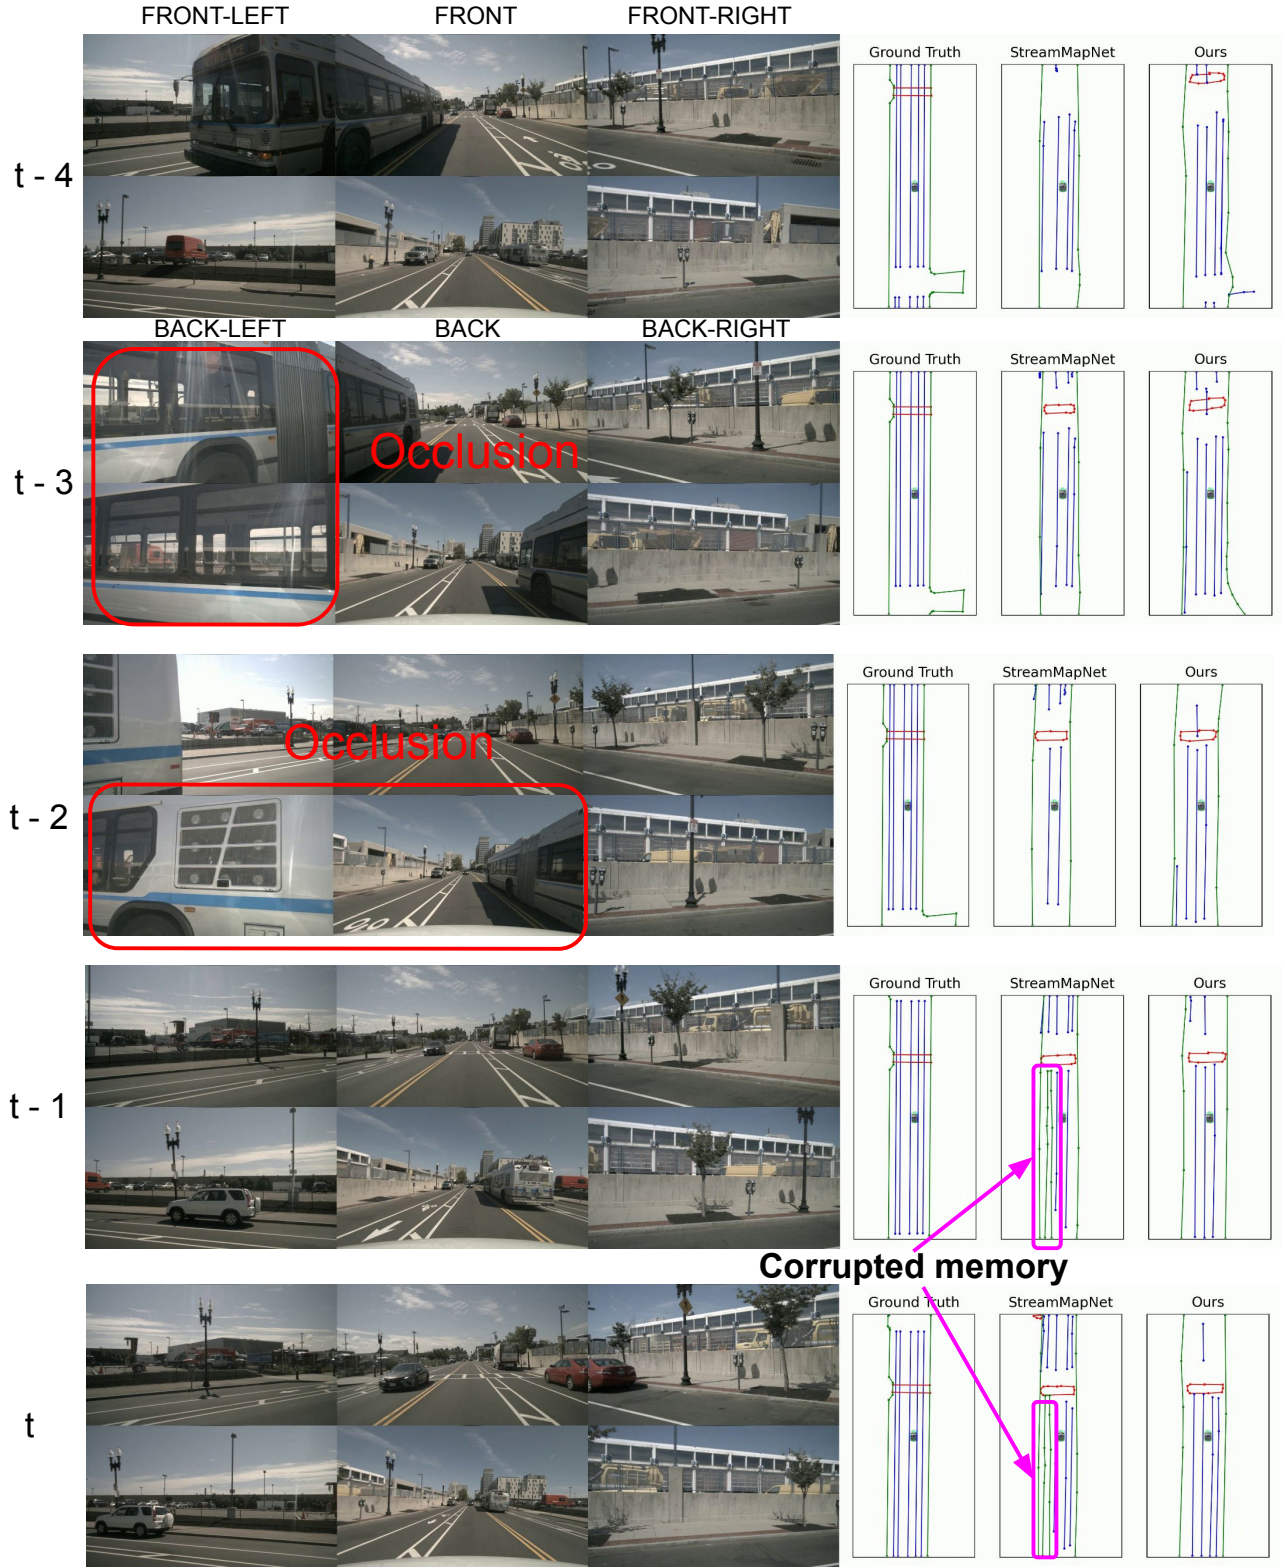 FRONT-LEFT FRONT FRONT-RIGHT
Ground Truth StreamMapNet Ours
t - 4
BACK-LEFT BACK BACK-RIGHT
Ground Truth StreamMapNet Ours
Occlusion
t - 3
Ground Truth StreamMapNet Ours
Occlusion
t - 2
Ground Truth StreamMapNet Ours
t - 1
Corrupted memory
Ground Truth StreamMapNet Ours
t